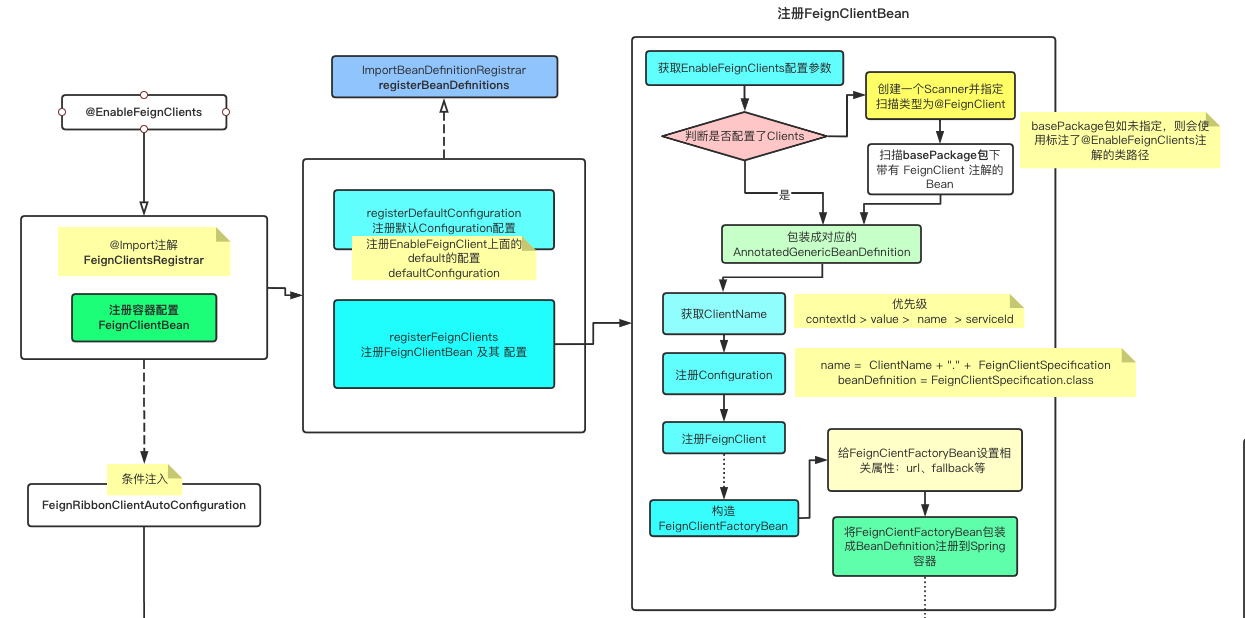 注册FeignClientBean
@EnableFeignClients
@Import注解
FeignClientsRegistrar
注册容器配置
FeignClientBean
条件注入
FeignRibbonClientAutoConfiguration
ImportBeanDefinitionRegistrar
registerBeanDefinitions
registerDefaultConfiguration
注册默认Configuration配置
注册EnableFeignClient上面的
default的配置
defaultConfiguration
registerFeignClients
注册FeignClientBean 及其 配置
获取EnableFeignClients配置参数
判断是否配置了Clients
创建一个Scanner并指定
扫描类型为@FeignClient
basePackage包如未指定，则会使
用标注了@EnableFeignClients注
解的类路径
扫描basePackage包下
带有 FeignClient 注解的
Bean
是
包装成对应的
AnnotatedGenericBeanDefinition
获取ClientName
优先级
contextId > value > name > serviceId
注册Configuration
name = ClientName + "." + FeignClientSpecification
beanDefinition = FeignClientSpecification.class
注册FeignClient
构造
FeignClientFactoryBean
给FeignCientFactoryBean设置相
关属性：url、fallback等
将FeignCientFactoryBean包装
成BeanDefinition注册到Spring
容器